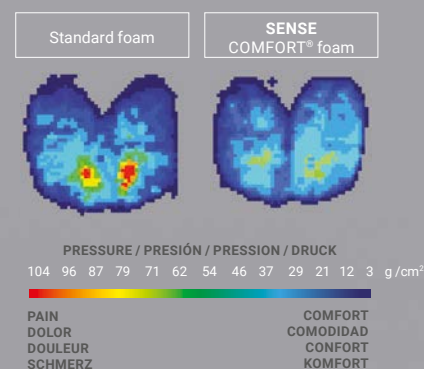 Standard foam
SENSE
COMFORT® foam
PRESSURE / PRESIÓN / PRESSION / DRUCK
104 96 87 79 71 62 54 46 37 29 21 12 3 g/cm²
PAIN
DOLOR
DOULEUR
SCHMERZ
COMFORT
COMODIDAD
CONFORT
KOMFORT